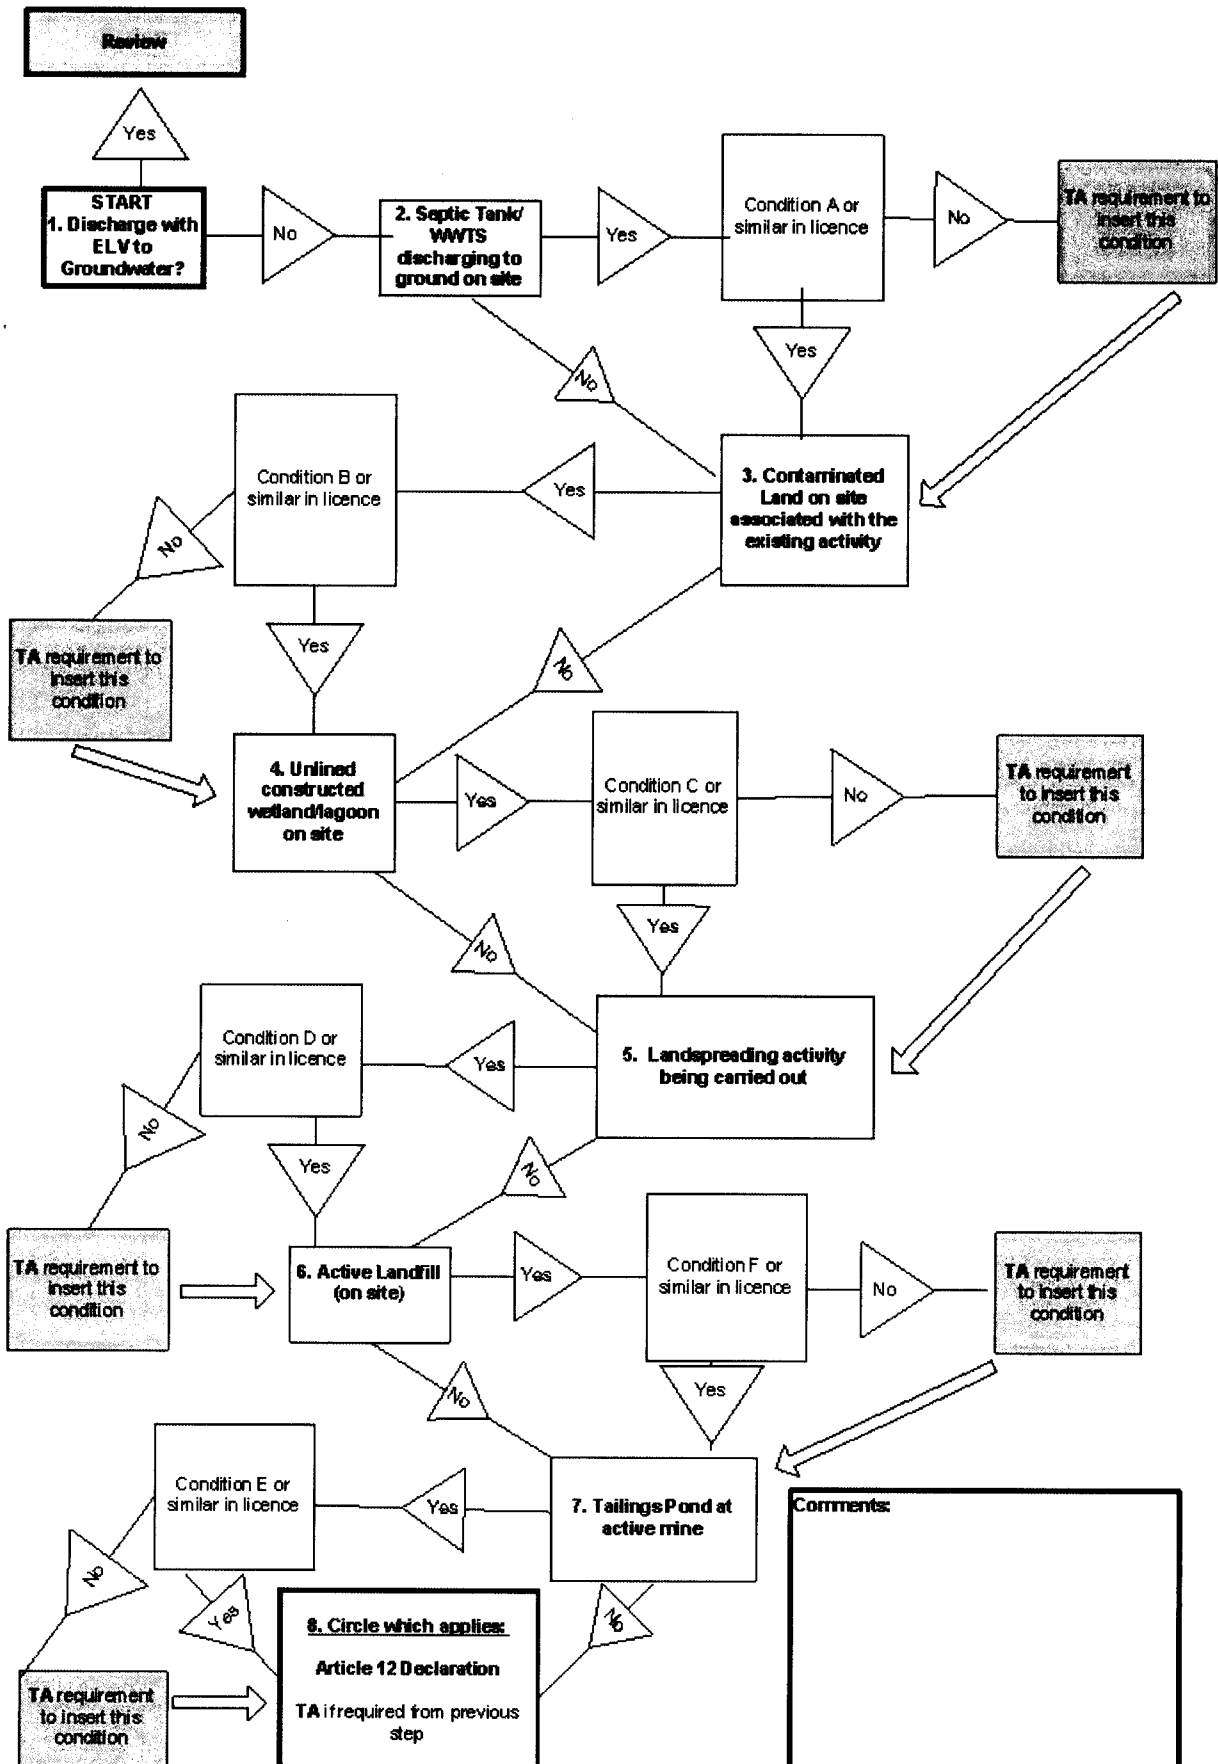 Review
Yes
START
1. Discharge with
ELV to
Groundwater?
No
2. Septic Tank/
WWTS
discharging to
ground on site
Yes
Condition A or
similar in licence
No
TA requirement to
insert this
condition
Yes
No
3. Contaminated
Land on site
associated with the
existing activity
Yes
Condition B or
similar in licence
No
TA requirement to
insert this
condition
Yes
No
4. Unlined
constructed
wetland/lagoon
on site
Yes
Condition C or
similar in licence
No
TA requirement
to insert this
condition
Yes
No
5. Landspreading activity
being carried out
Yes
Condition D or
similar in licence
No
TA requirement to
insert this
condition
Yes
No
6. Active Landfill
(on site)
Yes
Condition F or
similar in licence
No
TA requirement
to insert this
condition
Yes
No
7. Tailings Pond at
active mine
Yes
Condition E or
similar in licence
No
TA requirement
to insert this
condition
Yes
No
8. Circle which applies:
Article 12 Declaration
TA if required from previous
step
Comments: